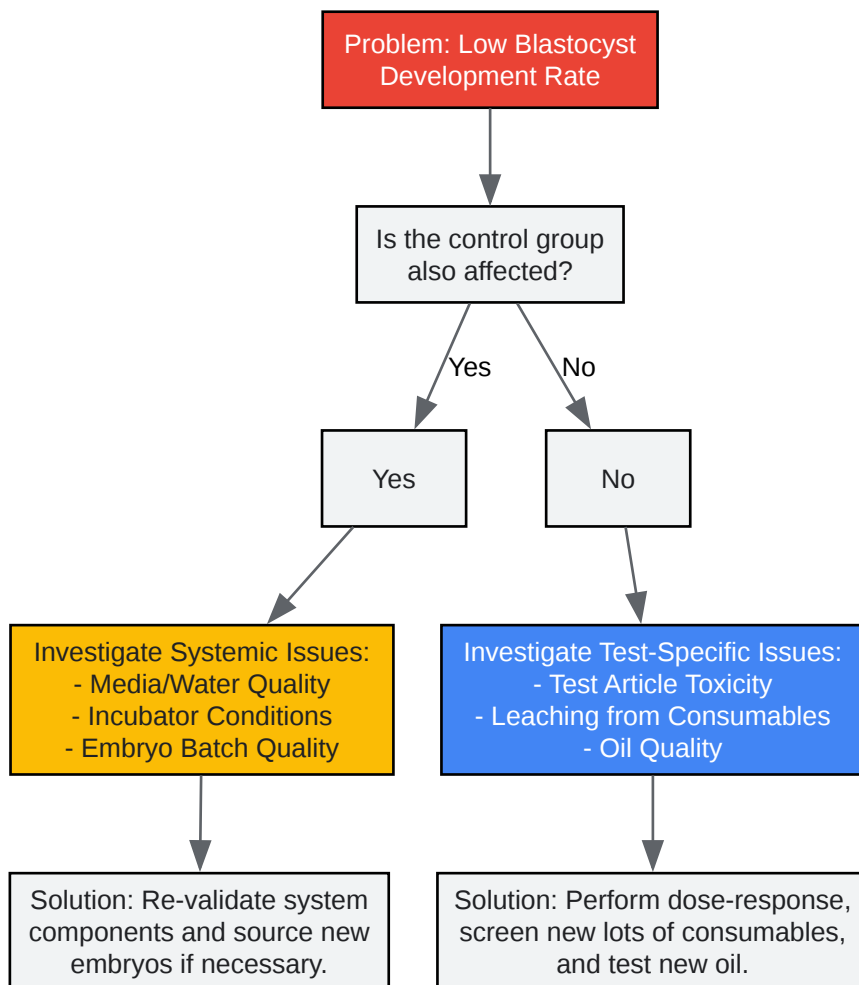 Problem: Low Blastocyst
Development Rate
Is the control group
also affected?
Yes
No
Yes
No
Investigate Systemic Issues:
- Media/Water Quality
- Incubator Conditions
- Embryo Batch Quality
Investigate Test-Specific Issues:
- Test Article Toxicity
- Leaching from Consumables
- Oil Quality
Solution: Re-validate system
components and source new
embryos if necessary.
Solution: Perform dose-response,
screen new lots of consumables,
and test new oil.